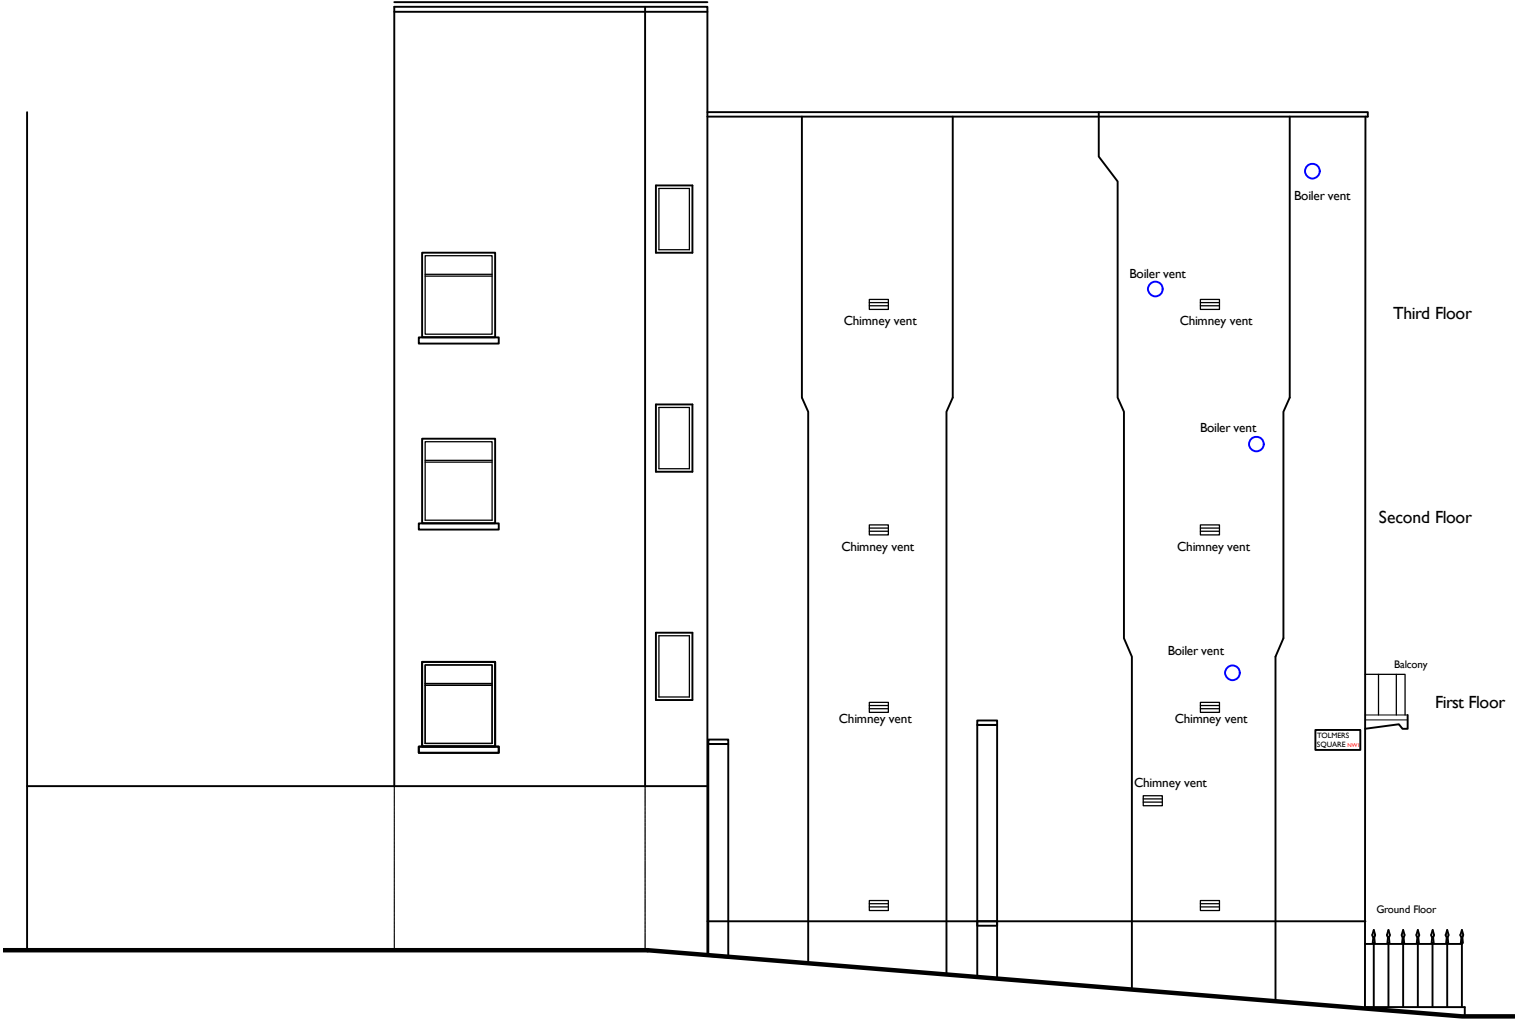 Boiler vent
Boiler vent
Chimney vent
Chimney vent
Third Floor
Boiler vent
Second Floor
Chimney vent
Chimney vent
Boiler vent
Balcony
First Floor
Chimney vent
Chimney vent
TOLMERS
SQUARE NW1
Chimney vent
Ground Floor